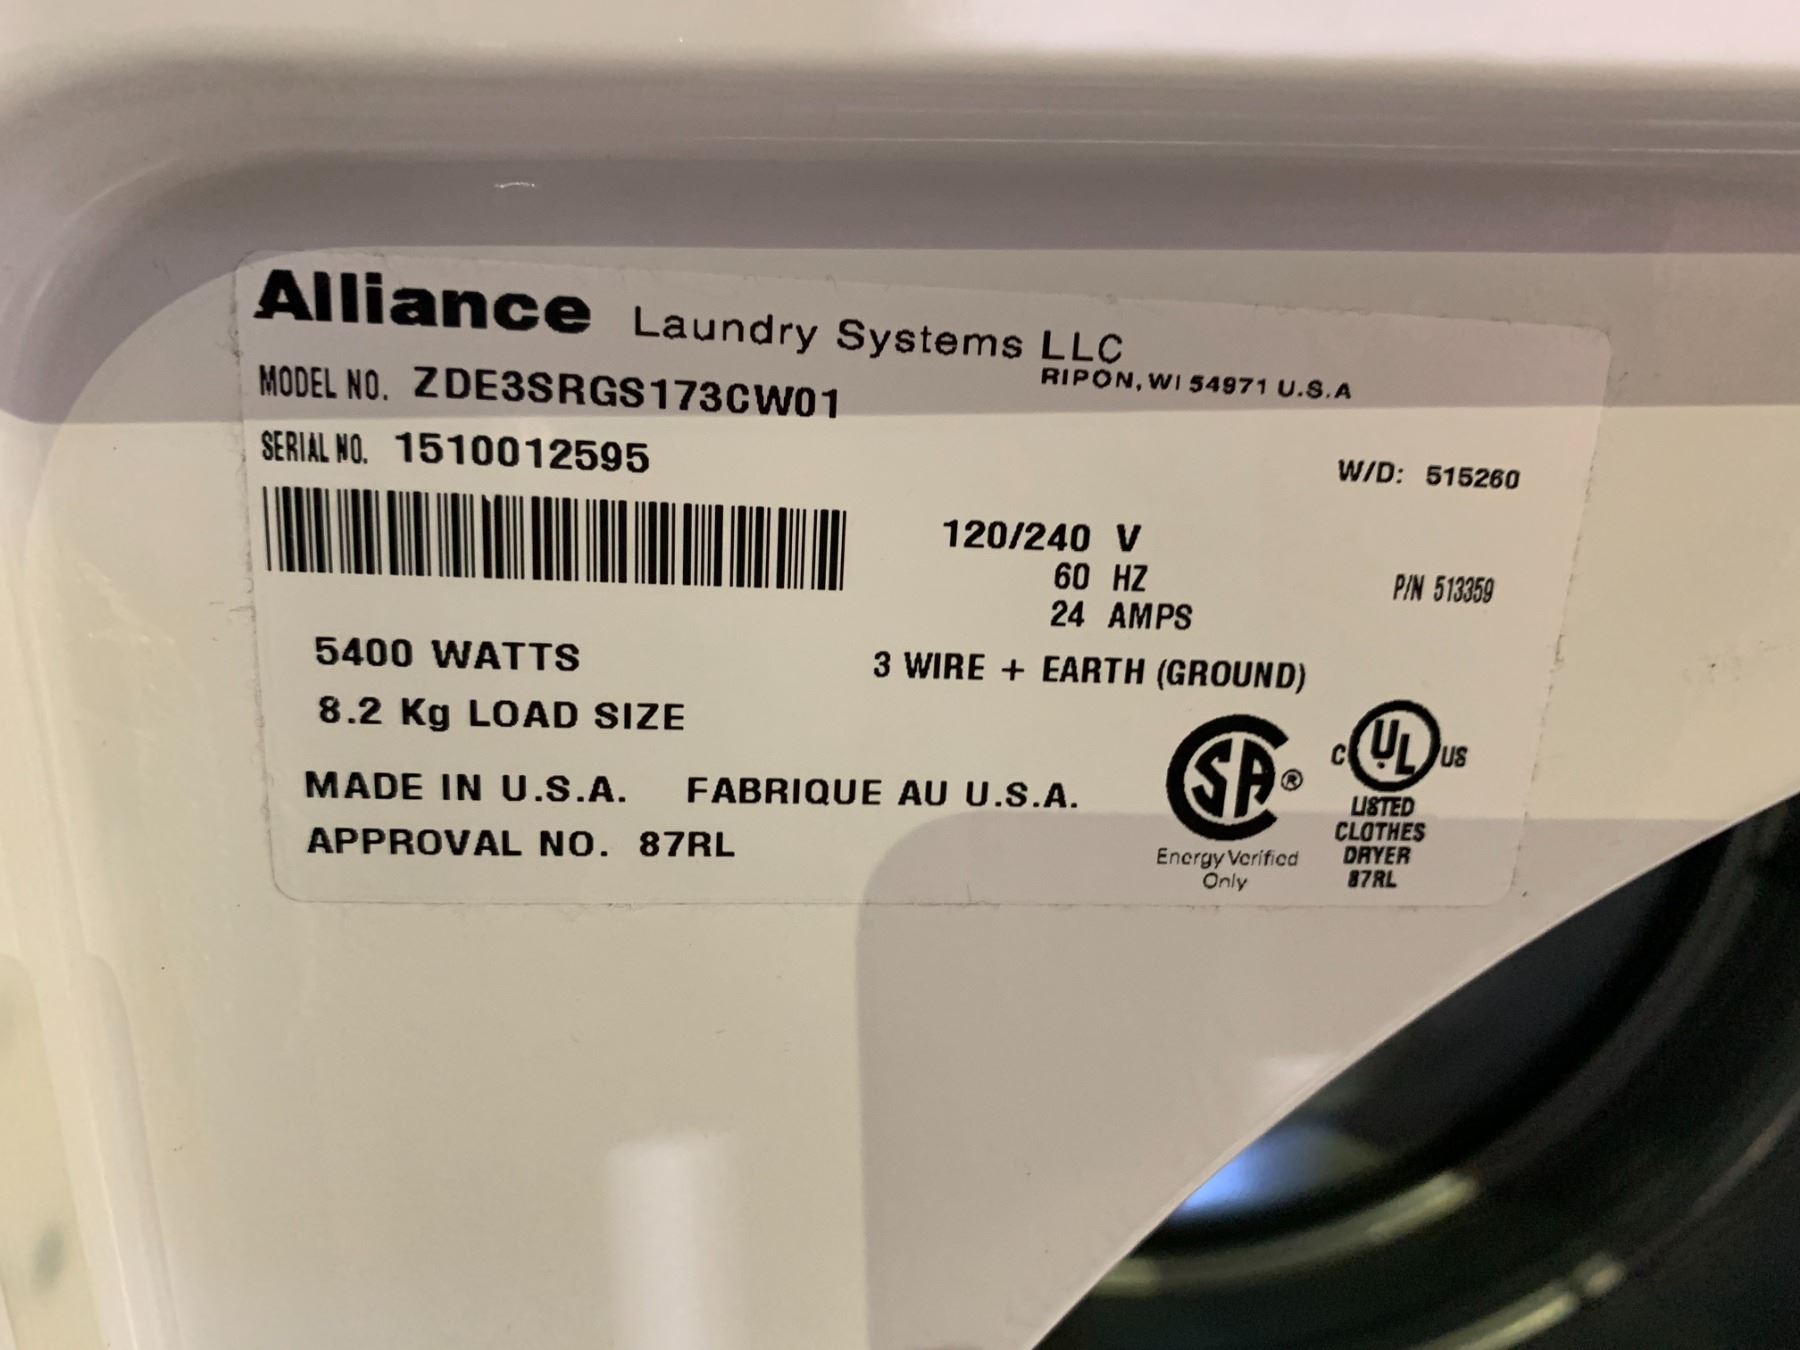 Alliance Laundry Systems LLC
RIPON, WI 54971 U.S.A
MODEL NO. ZDE3SRGS173CW01
SERIAL NO. 1510012595
W/D: 515260
120/240 V
60 HZ
24 AMPS
P/N 513359
5400 WATTS
3 WIRE + EARTH (GROUND)
8.2 Kg LOAD SIZE
MADE IN U.S.A. FABRIQUE AU U.S.A.
APPROVAL NO. 87RL
SA®
Energy Verified
Only
C UL US
LISTED
CLOTHES
DRYER
87RL